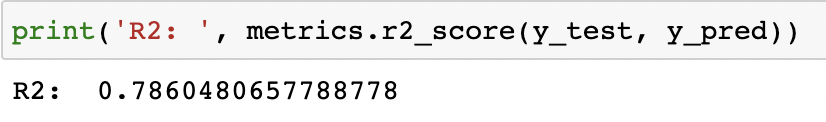 print('R2: ', metrics.r2_score(y_test, y_pred))
R2:  0.7860480657788778